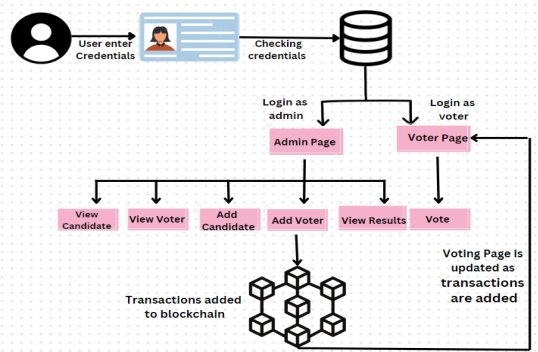 User enter
Credentials
Checking
credentials
Login as
admin
Login as
voter
Admin Page
Voter Page
View
Candidate
View Voter
Add
Candidate
Add Voter
View Results
Vote
Voting Page is
updated as
transactions
are added
Transactions added
to blockchain